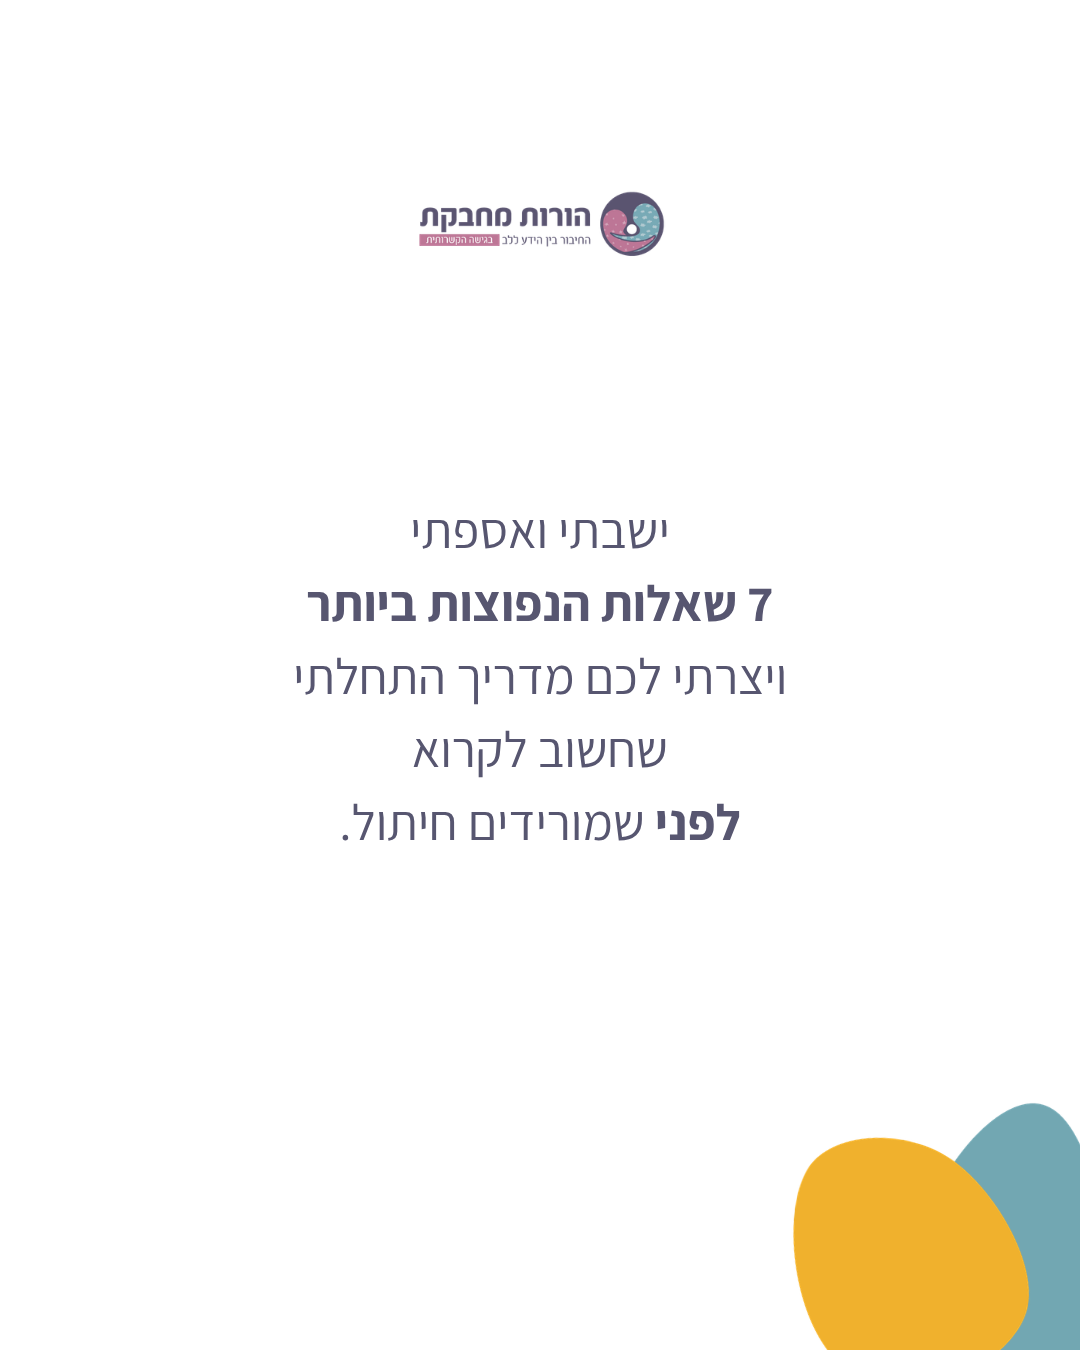 הורות מחבקת
החיבור בין הידע ללב בגישה הקשרותית
ישבתי ואספתי
7 שאלות הנפוצות ביותר
ויצרתי לכם מדריך התחלתי
שחשוב לקרוא
לפני שמורידים חיתול.